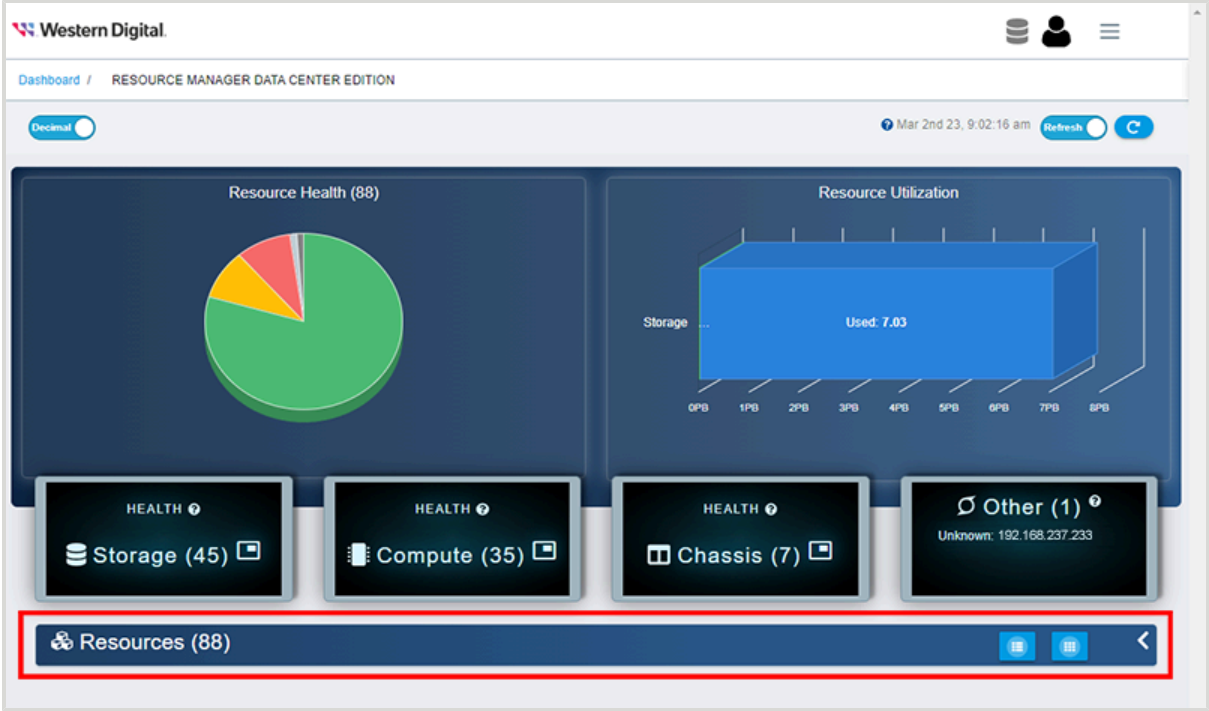 Western Digital.
Dashboard / RESOURCE MANAGER DATA CENTER EDITION
Decimal
Mar 2nd 23, 9:02:16 am Refresh
Resource Health (88)
Resource Utilization
Storage ...
Used: 7.03
0PB 1PB 2PB 3PB 4PB 5PB 6PB 7PB 8PB
HEALTH
Storage (45)
HEALTH
Compute (35)
HEALTH
Chassis (7)
Other (1)
Unknown: 192.168.237.233
Resources (88)